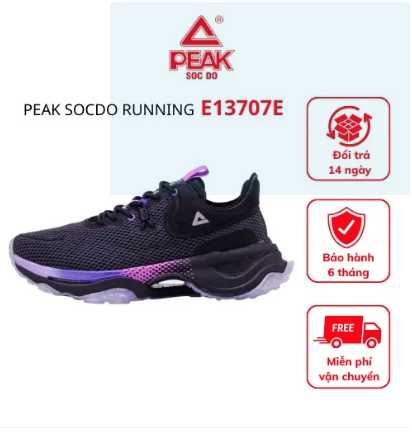 PEAK
SOC DO
PEAK SOCDO RUNNING E13707E
Đổi trả
14 ngày
Bảo hành
6 tháng
FREE
Miễn phí
vận chuyển